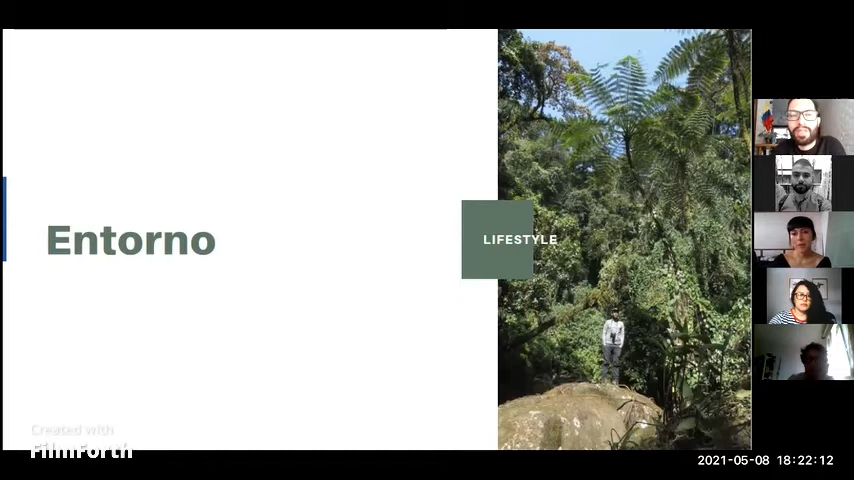 Entorno
LIFESTYLE
Created with
FilmForth
2021-05-08 18:22:12